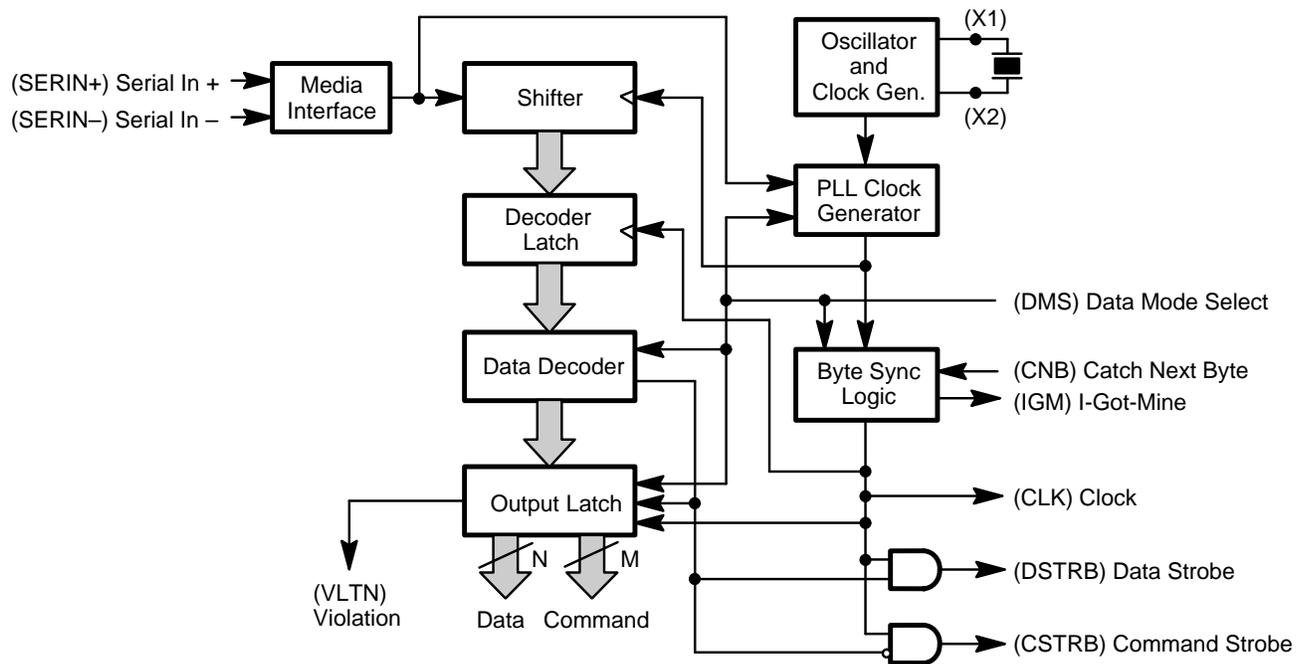 (X1)
Oscillator
and
Clock Gen.
(X2)
(SERIN+) Serial In +
(SERIN–) Serial In –
Media
Interface
Shifter
PLL Clock
Generator
Decoder
Latch
(DMS) Data Mode Select
Data Decoder
Byte Sync
Logic
(CNB) Catch Next Byte
(IGM) I-Got-Mine
Output Latch
(CLK) Clock
N
M
(DSTRB) Data Strobe
(VLTN)
Violation
Data
Command
(CSTRB) Command Strobe